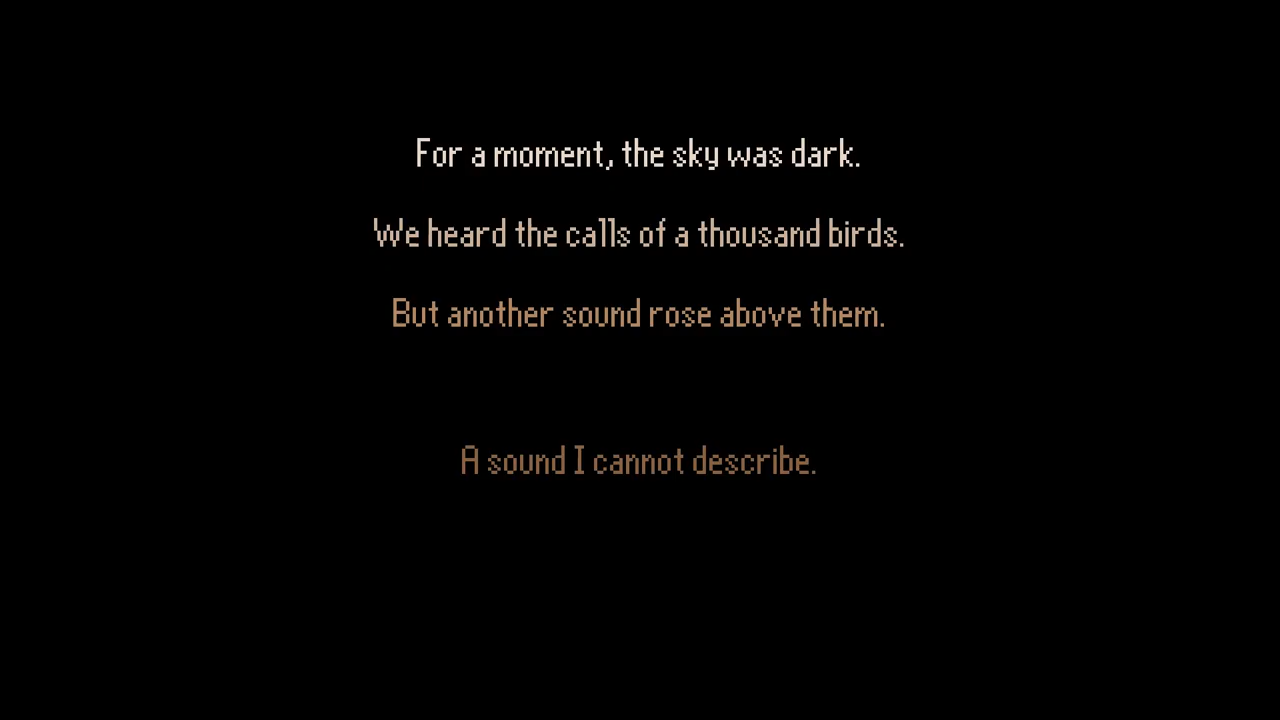 For a moment, the sky was dark.
We heard the calls of a thousand birds.
But another sound rose above them.
A sound I cannot describe.